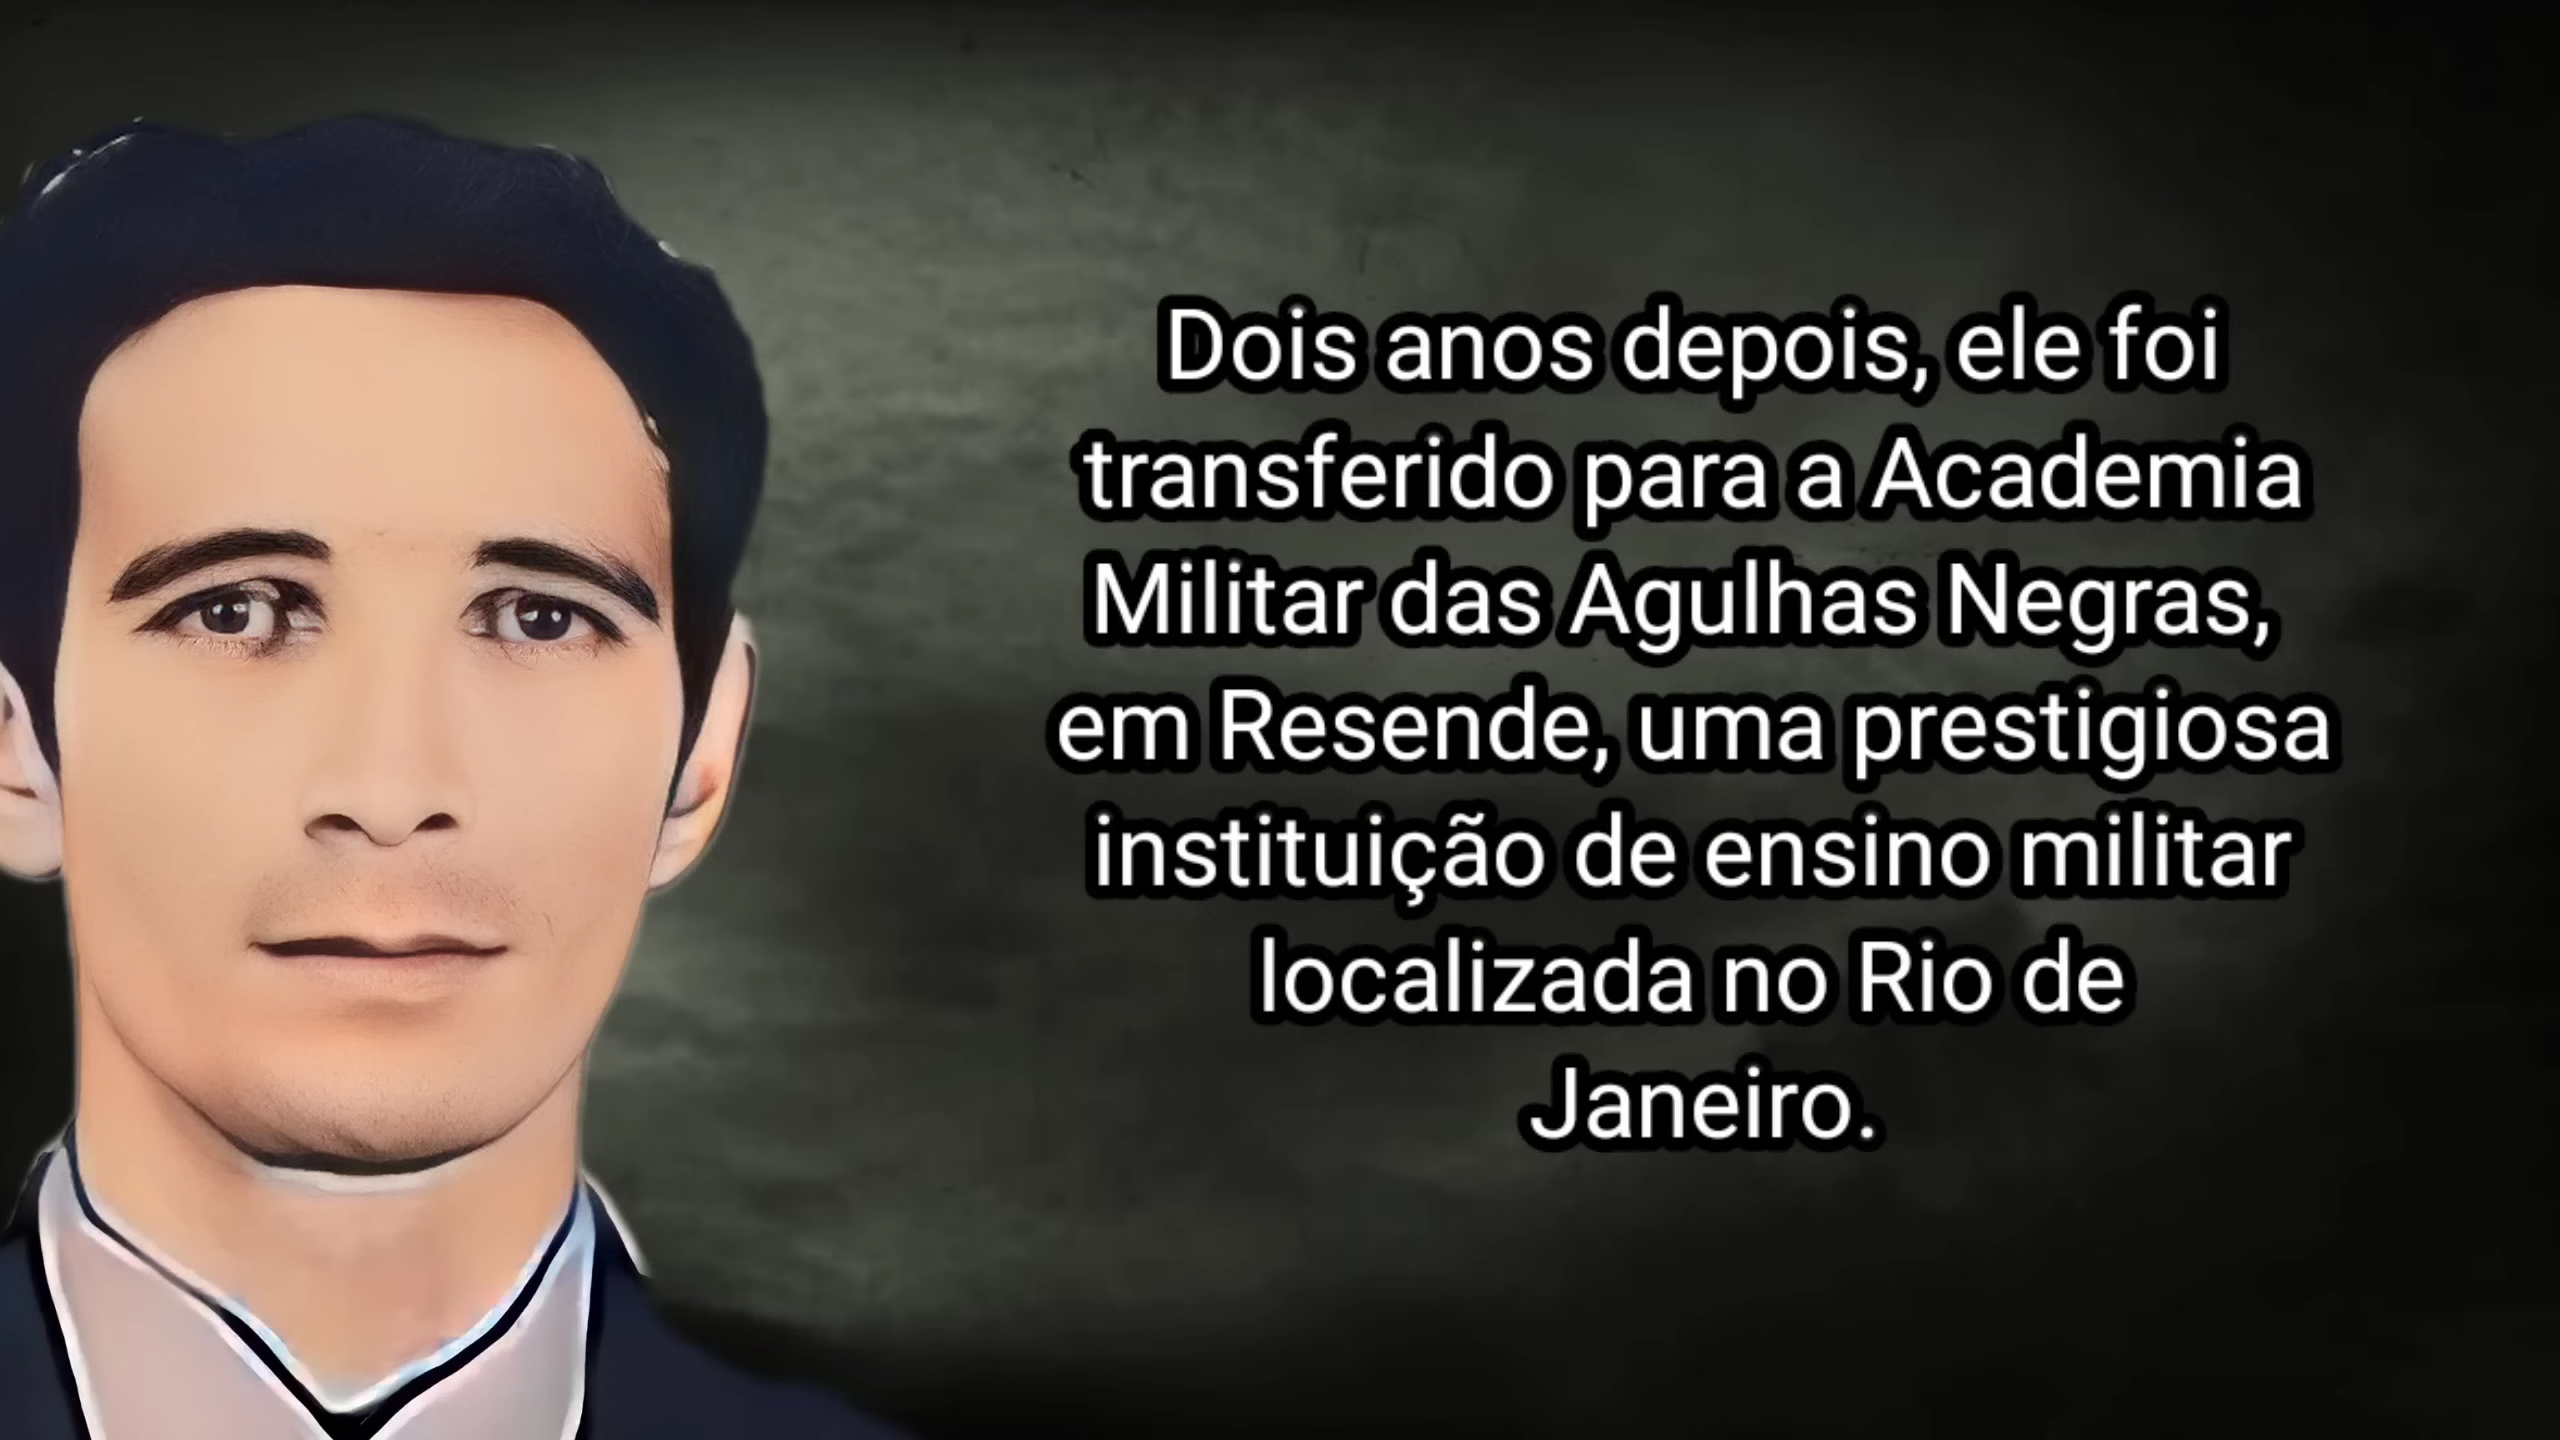 Dois anos depois, ele foi
transferido para a Academia
Militar das Agulhas Negras,
em Resende, uma prestigiosa
instituição de ensino militar
localizada no Rio de
Janeiro.